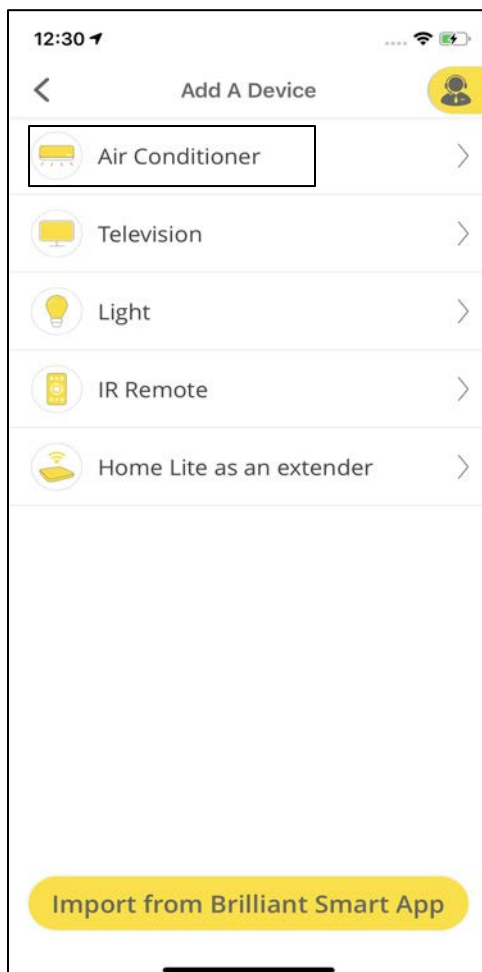 12:30
Add A Device
Air Conditioner
Television
Light
IR Remote
Home Lite as an extender
Import from Brilliant Smart App